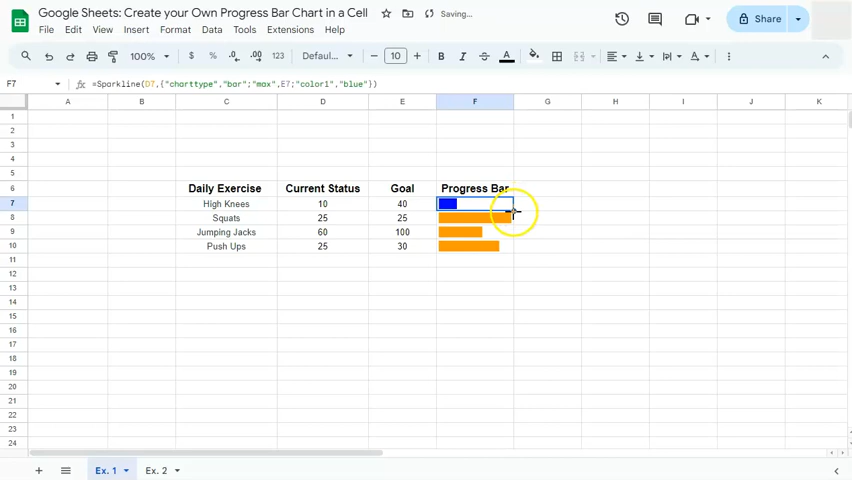 Google Sheets: Create your Own Progress Bar Chart in a Cell Saving...
File Edit View Insert Format Data Tools Extensions Help
Share
100% $ % .0 .00 123 Defaul... − 10 + B I A
F7 fx =Sparkline(D7,{"charttype","bar";"max",E7;"color1","blue"})
A B C D E F G H I J K
1
2
3
4
5
6 Daily Exercise Current Status Goal Progress Bar
7 High Knees 10 40
8 Squats 25 25
9 Jumping Jacks 60 100
10 Push Ups 25 30
11
12
13
14
15
16
17
18
19
20
21
22
23
24
+ Ex. 1 Ex. 2